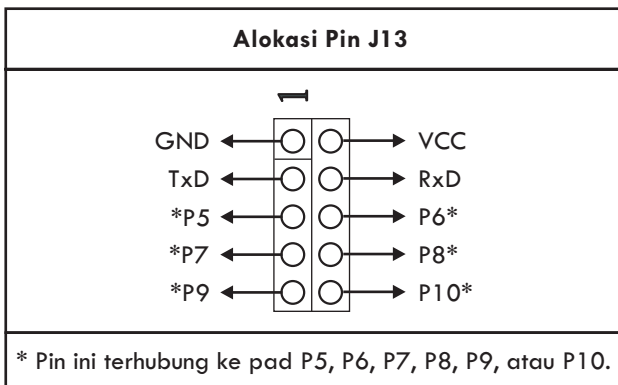 Alokasi Pin J13
1
GND VCC
TxD RxD
*P5 P6*
*P7 P8*
*P9 P10*
* Pin ini terhubung ke pad P5, P6, P7, P8, P9, atau P10.